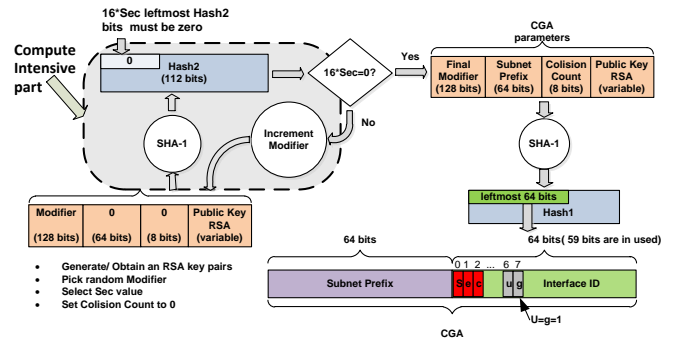 16*Sec leftmost Hash2
bits must be zero
Compute
Intensive
part
0
Hash2
(112 bits)
16*Sec=0?
Yes
No
SHA-1
Increment
Modifier
Modifier
(128 bits)
0
(64 bits)
0
(8 bits)
Public Key
RSA
(variable)
• Generate/ Obtain an RSA key pairs
• Pick random Modifier
• Select Sec value
• Set Colision Count to 0
CGA
parameters
Final
Modifier
(128 bits)
Subnet
Prefix
(64 bits)
Colision
Count
(8 bits)
Public Key
RSA
(variable)
SHA-1
leftmost 64 bits
Hash1
64 bits
64 bits( 59 bits are in used)
0 1 2 ... 6 7
Subnet Prefix
S e c
u g
Interface ID
U=g=1
CGA